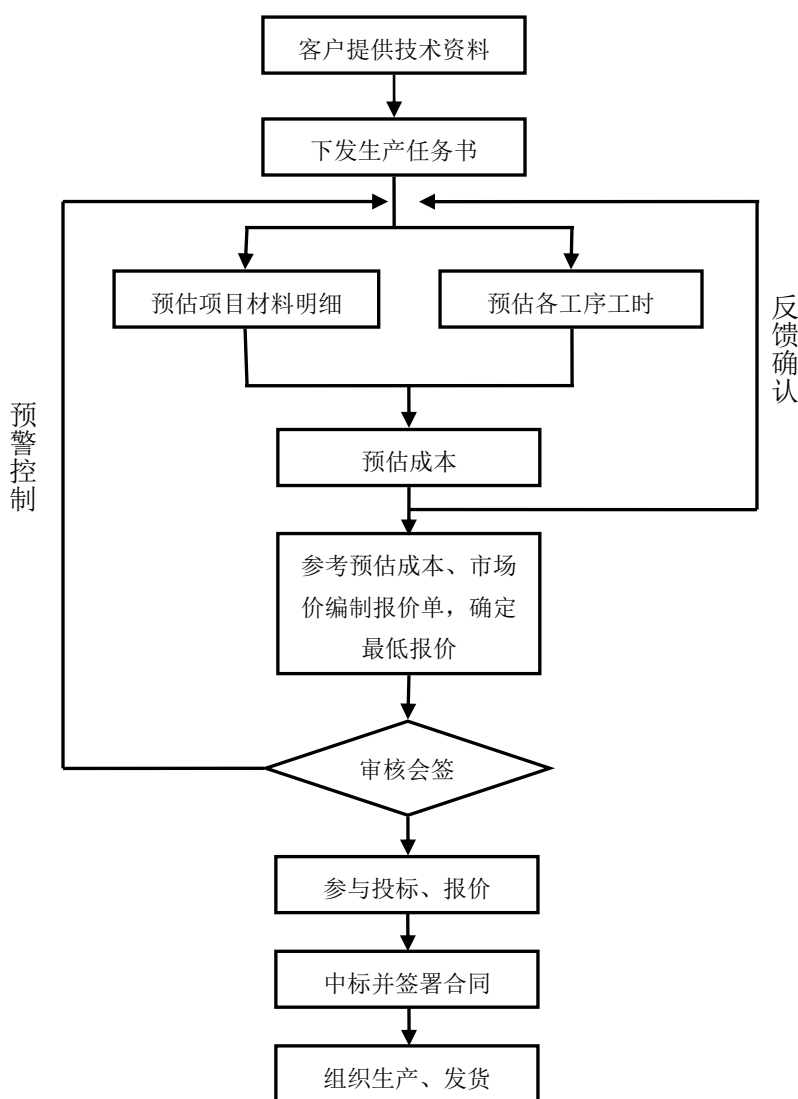 客户提供技术资料
下发生产任务书
预估项目材料明细
预估各工序工时
反馈确认
预警控制
预估成本
参考预估成本、市场
价编制报价单，确定
最低报价
审核会签
参与投标、报价
中标并签署合同
组织生产、发货